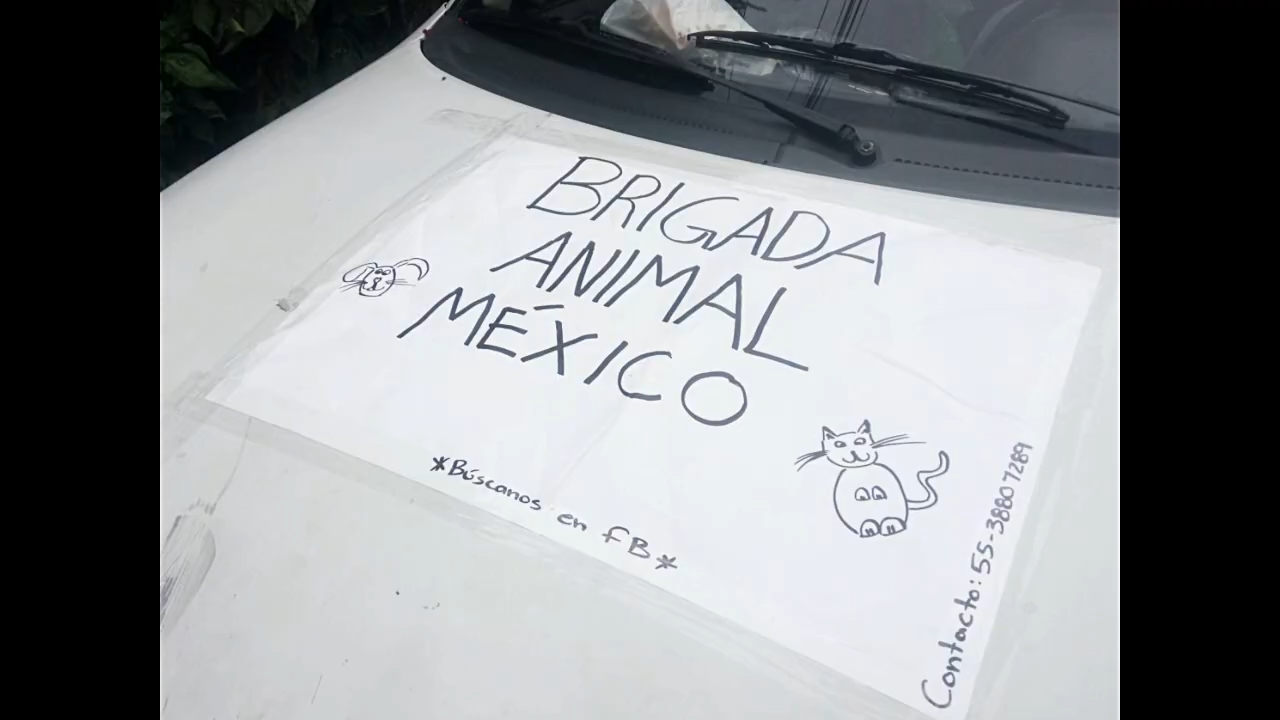 BRIGADA
ANIMAL
MÉXICO
*Búscanos en fB*
Contacto: 55-38807289